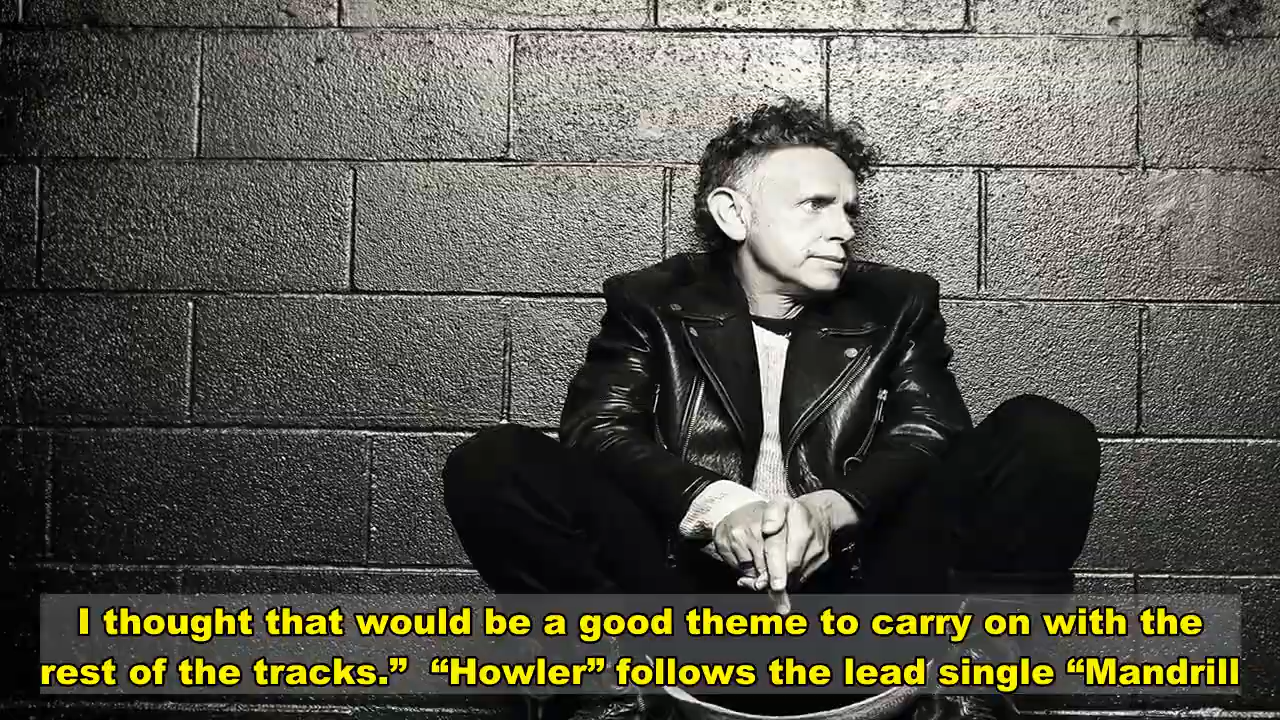 I thought that would be a good theme to carry on with the
rest of the tracks.” “Howler” follows the lead single “Mandrill